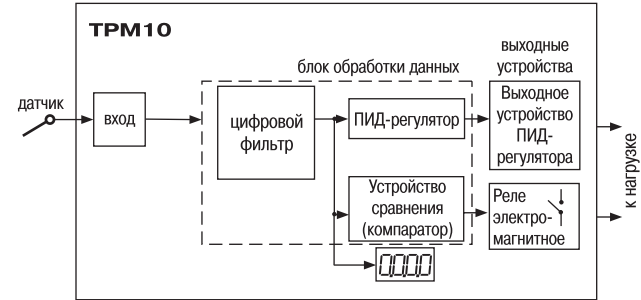 ТРМ10
выходные
устройства
блок обработки данных
датчик
вход
цифровой
фильтр
ПИД-регулятор
Выходное
устройство
ПИД-
регулятора
к нагрузке
Устройство
сравнения
(компаратор)
Реле
электро-
магнитное
0.0.0.0